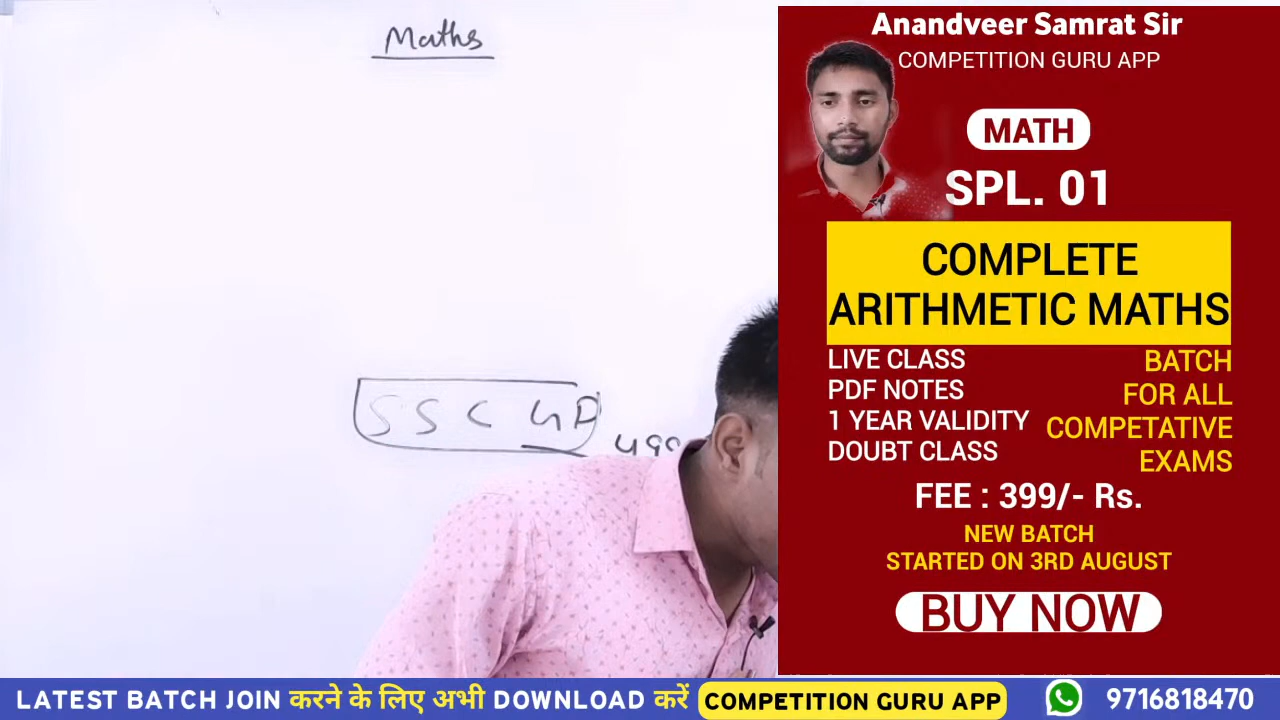 Maths
SSC GD
Anandveer Samrat Sir
COMPETITION GURU APP
MATH
SPL. 01
COMPLETE
ARITHMETIC MATHS
LIVE CLASS
PDF NOTES
1 YEAR VALIDITY
DOUBT CLASS
BATCH
FOR ALL
COMPETATIVE
EXAMS
FEE : 399/- Rs.
NEW BATCH
STARTED ON 3RD AUGUST
BUY NOW
LATEST BATCH JOIN करने के लिए अभी DOWNLOAD करें COMPETITION GURU APP 9716818470